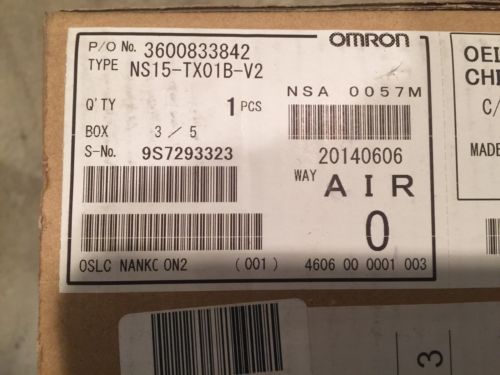 P/O No. 3600833842
OMRON
TYPE NS15-TX01B-V2
NSA 0057M
Q'TY 1 PCS
BOX 3 / 5
S-No. 9S7293323
20140606
WAY AIR
0
OSLC NANKC ON2 (001) 4606 00 0001 003
OEI
CHI
C/
MADE
3